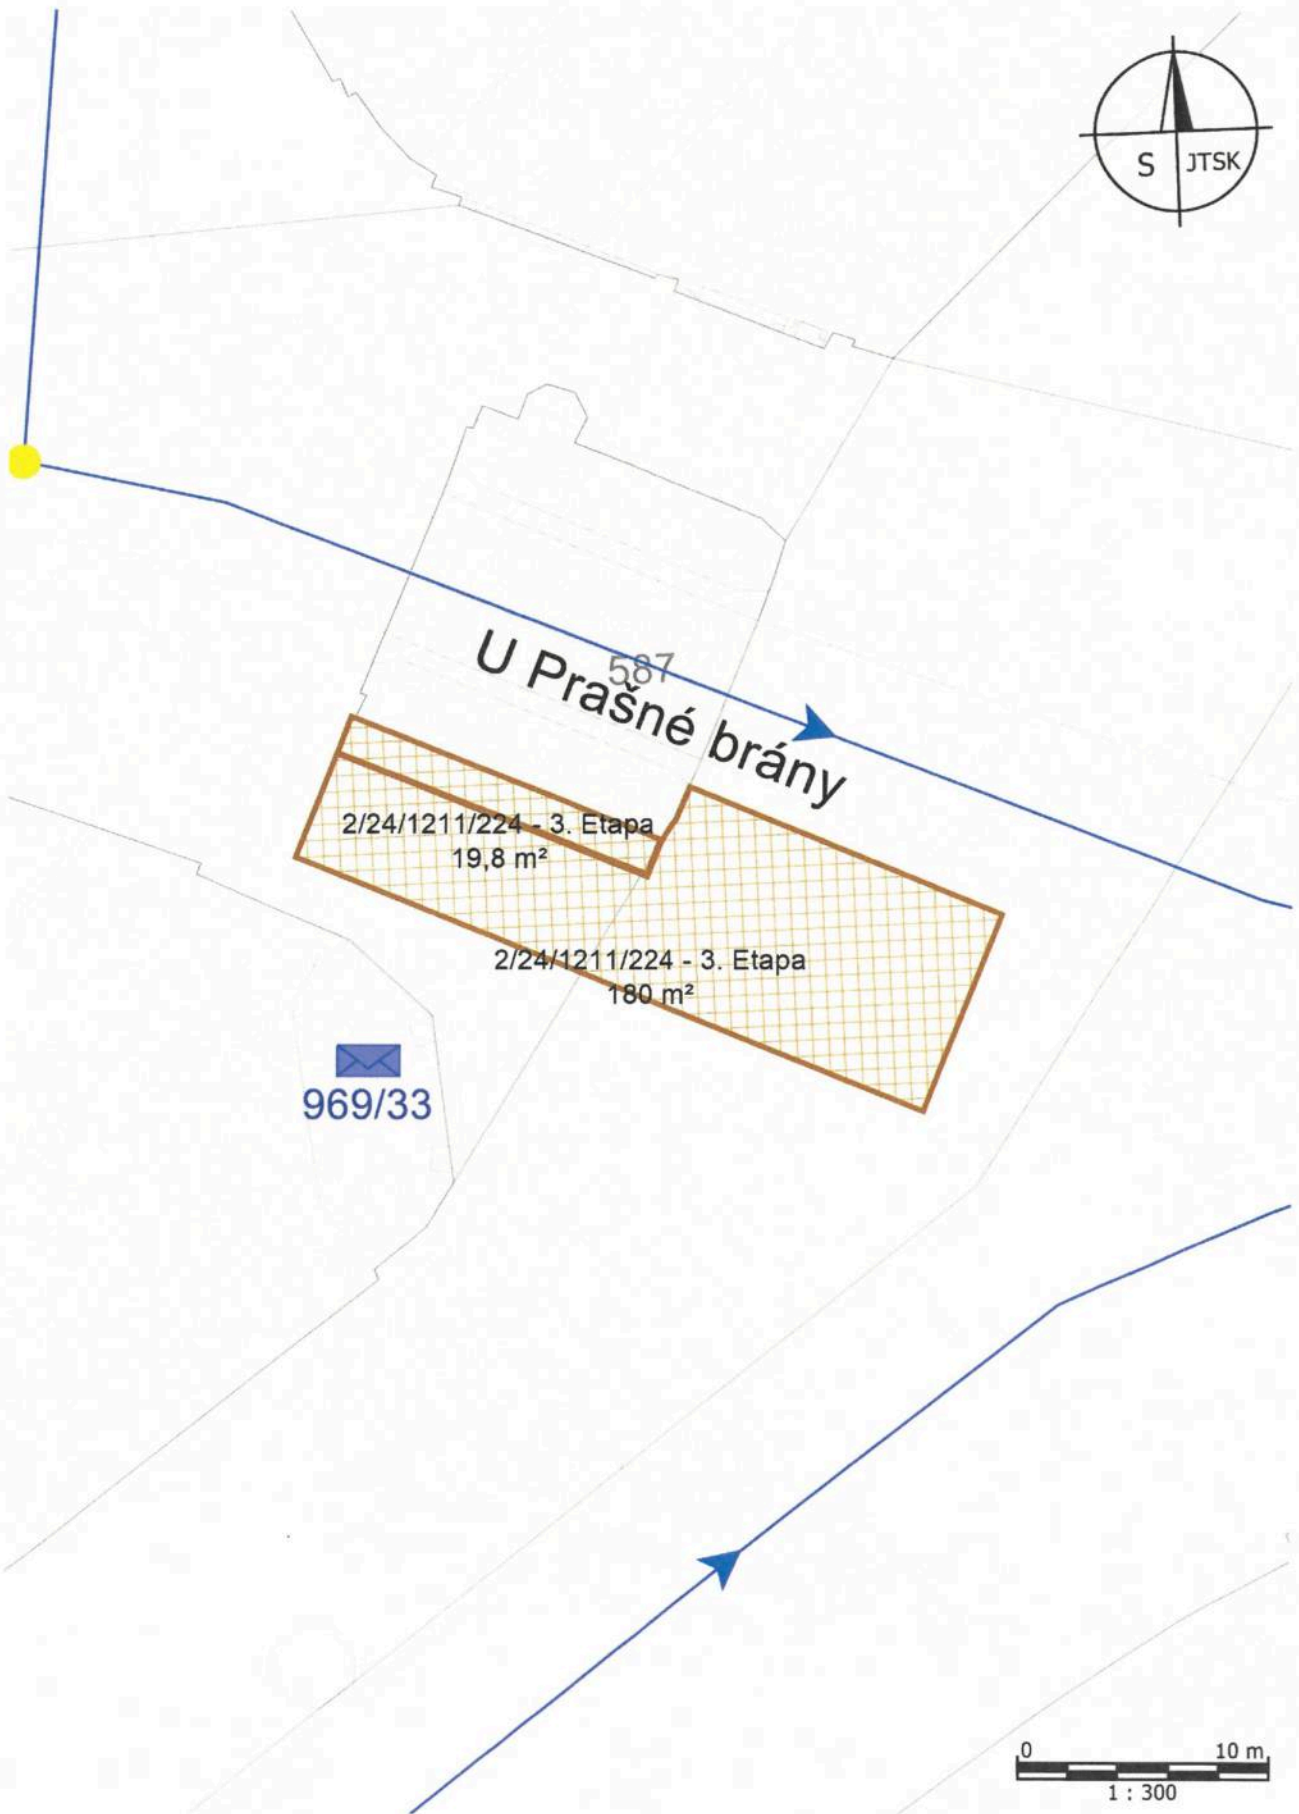 S JTSK
587
U Prašné brány
2/24/1211/224 - 3. Etapa
19,8 m²
2/24/1211/224 - 3. Etapa
180 m²
969/33
0 10 m
1 : 300